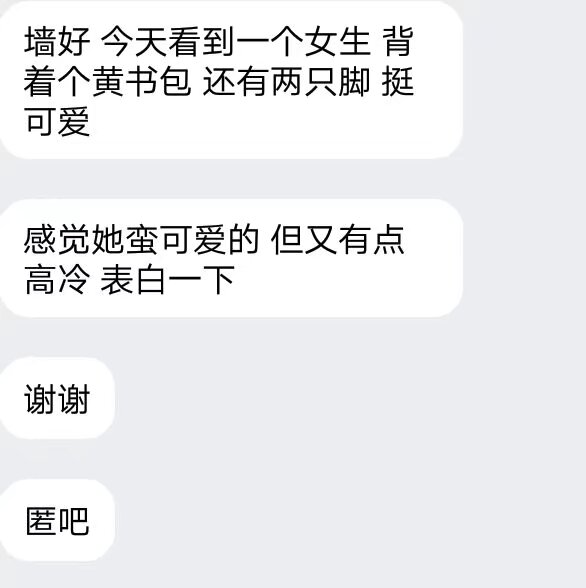 墙好 今天看到一个女生 背
着个黄书包 还有两只脚 挺
可爱
感觉她蛮可爱的 但又有点
高冷 表白一下
谢谢
匿吧